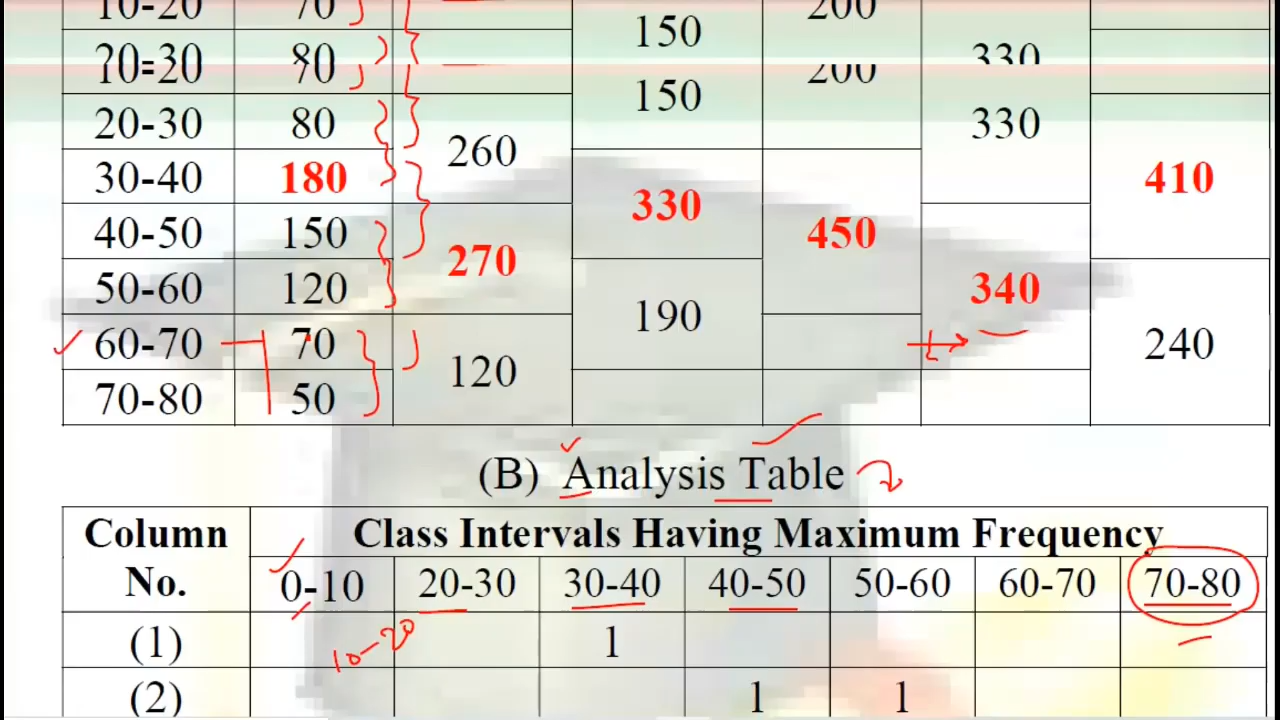 10-20 70 200
150
20-30 80 330
10-20 70 200
150
20-30 80 330
260
30-40 180 410
330
40-50 150 450
270
50-60 120 340
190
60-70 70 240
120
70-80 50
(B) Analysis Table
Column Class Intervals Having Maximum Frequency
No. 0-10 20-30 30-40 40-50 50-60 60-70 70-80
10-20
(1) 1
(2) 1 1